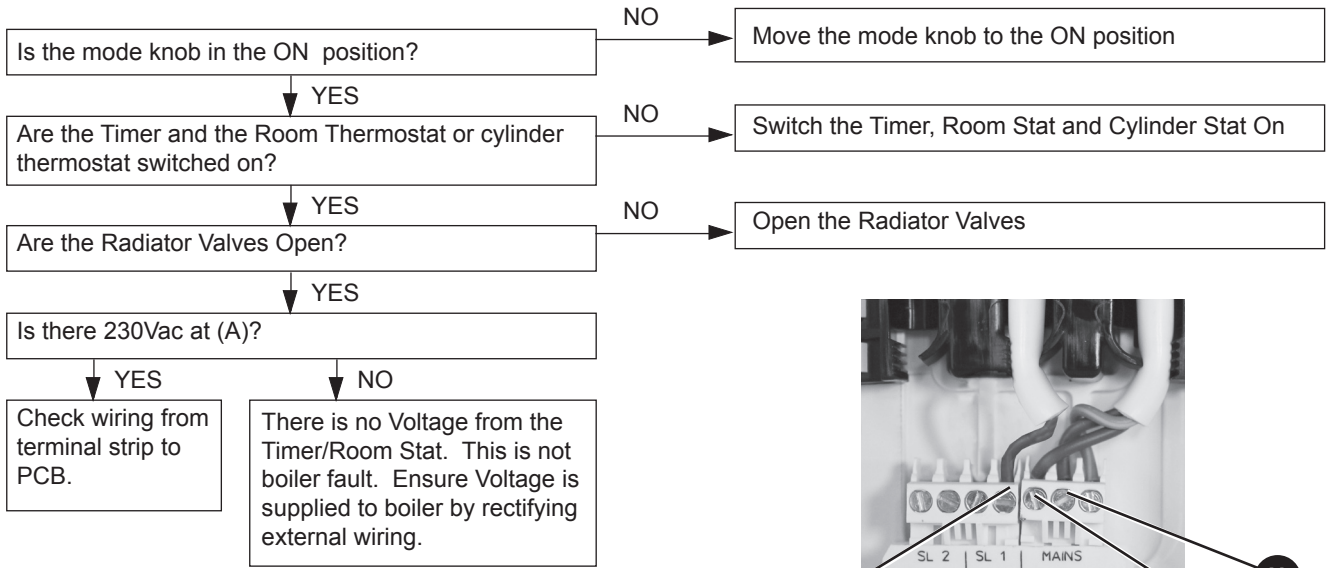 Is the mode knob in the ON position?
NO
Move the mode knob to the ON position
YES
Are the Timer and the Room Thermostat or cylinder
thermostat switched on?
NO
Switch the Timer, Room Stat and Cylinder Stat On
YES
Are the Radiator Valves Open?
NO
Open the Radiator Valves
YES
Is there 230Vac at (A)?
YES
NO
Check wiring from
terminal strip to
PCB.
There is no Voltage from the
Timer/Room Stat. This is not
boiler fault. Ensure Voltage is
supplied to boiler by rectifying
external wiring.
SL 2 | SL 1 | MAINS